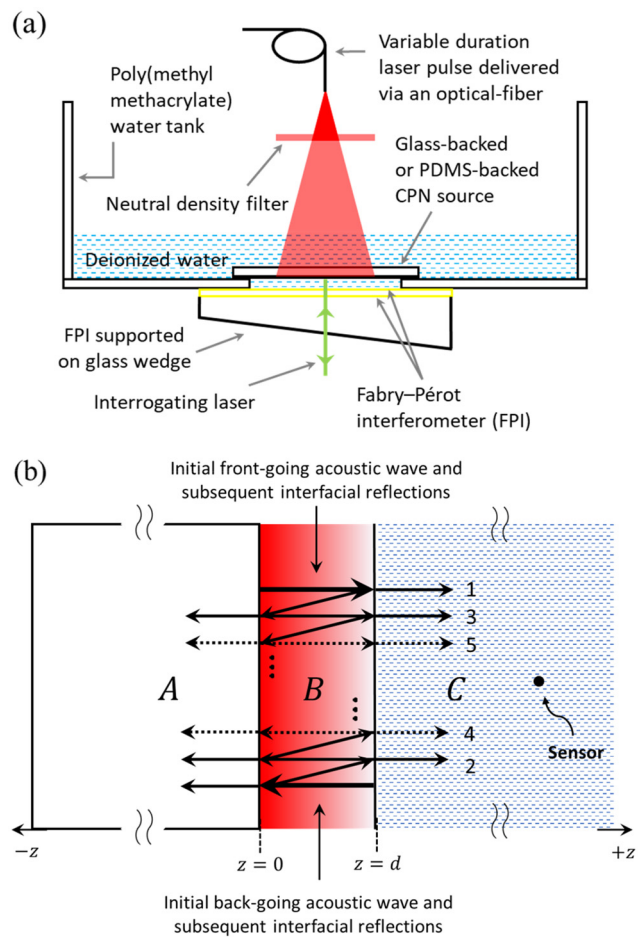 (a)
Poly(methyl
methacrylate)
water tank
Variable duration
laser pulse delivered
via an optical-fiber
Glass-backed
or PDMS-backed
CPN source
Neutral density filter
Deionized water
FPI supported
on glass wedge
Interrogating laser
Fabry–Pérot
interferometer (FPI)
(b)
Initial front-going acoustic wave and
subsequent interfacial reflections
1
3
5
A
B
C
4
2
Sensor
−z
z = 0
z = d
+z
Initial back-going acoustic wave and
subsequent interfacial reflections